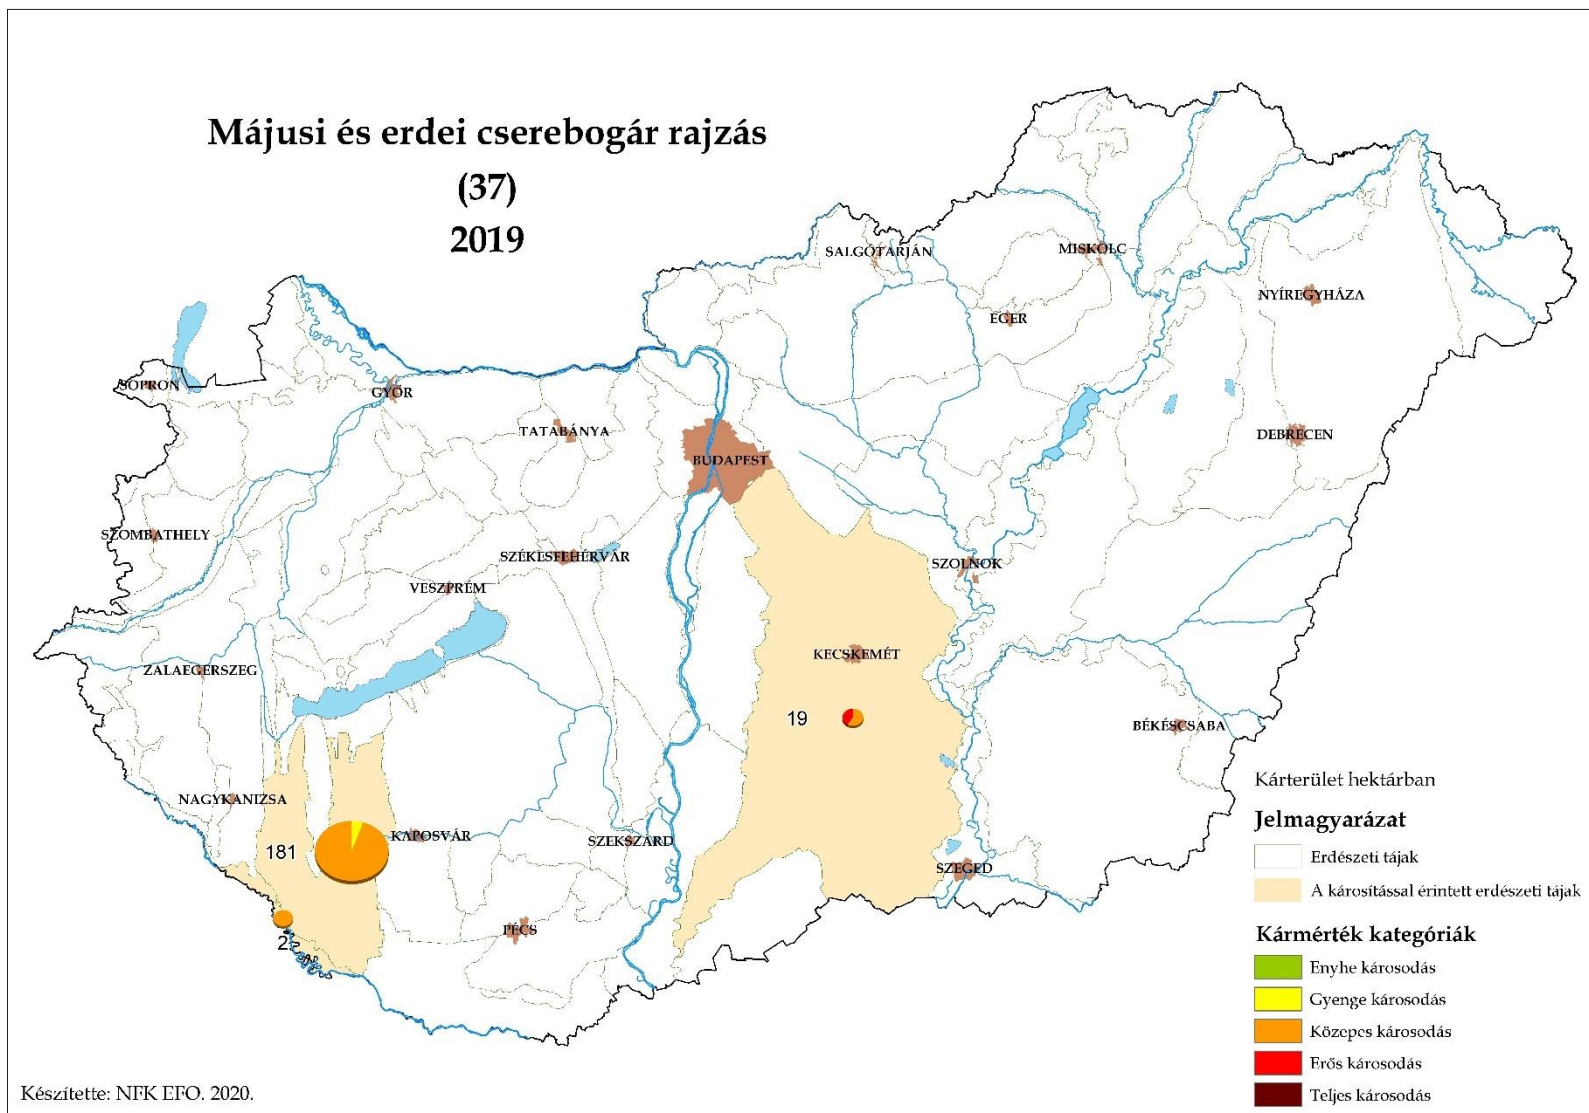 Májusi és erdei cserebogár rajzás
(37)
2019
SALGÓTARJÁN
MISKOLC
NYÍREGYHÁZA
EGER
SOPRON
GYŐR
TATABÁNYA
DEBRECEN
BUDAPEST
SZOMBATHELY
SZÉKESFEHÉRVÁR
SZOLNOK
VESZPRÉM
KECSKEMÉT
ZALAEGERSZEG
19
BÉKÉSCSABA
NAGYKANIZSA
KAPOSVÁR
SZEKSZÁRD
181
SZEGED
PÉCS
2
Kárterület hektárban
Jelmagyarázat
Erdészeti tájak
A károsítással érintett erdészeti tájak
Kármérték kategóriák
Enyhe károsodás
Gyenge károsodás
Közepes károsodás
Erős károsodás
Teljes károsodás
Készítette: NFK EFO. 2020.